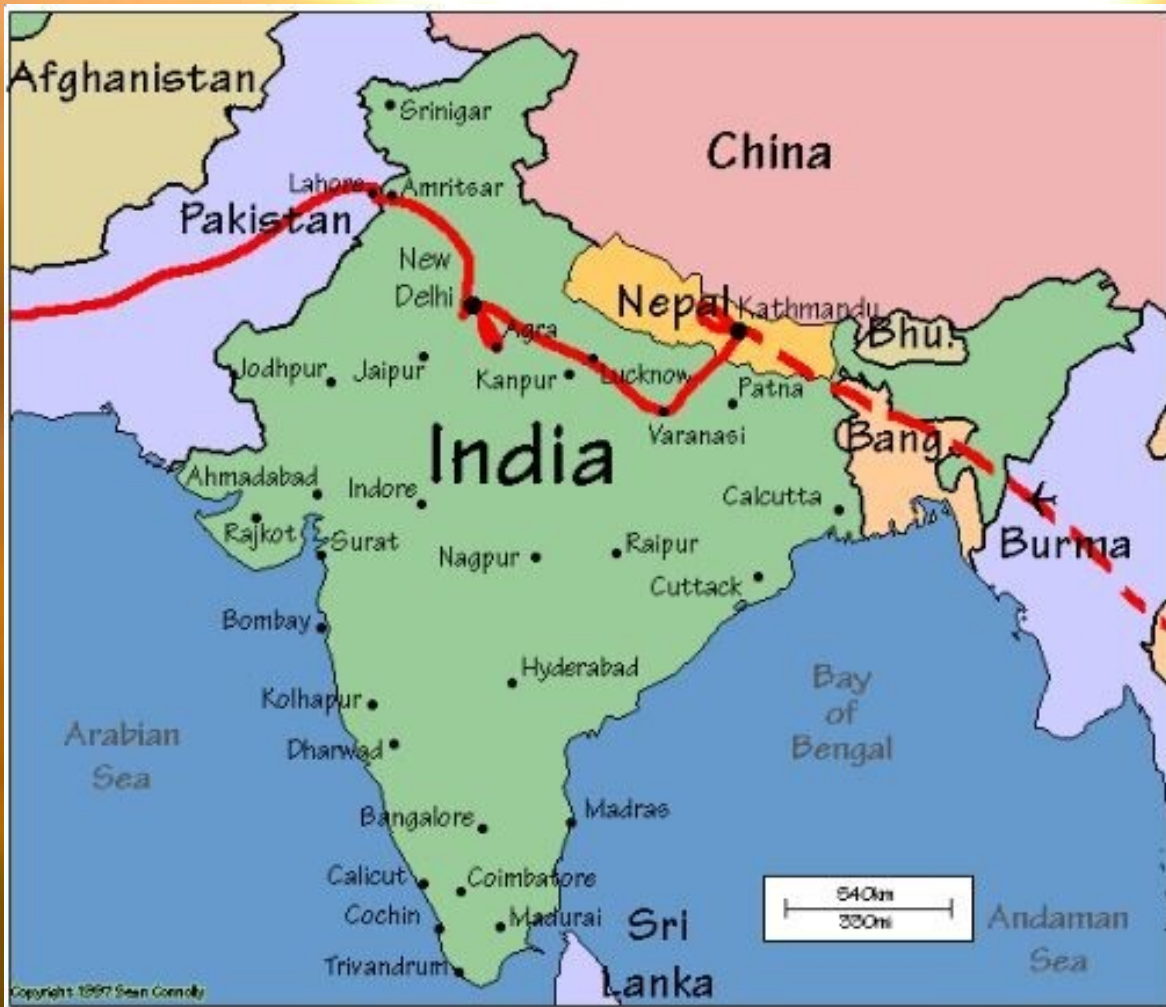 Afghanistan
Srinigar
China
Lahore
Amritsar
Pakistan
New
Delhi
Nepal
Kathmandu
Agra
Bhu.
Jodhpur
Jaipur
Kanpur
Lucknow
Patna
Varanasi
Bang
India
Ahmadabad
Indore
Calcutta
Rajkot
Surat
Nagpur
Raipur
Burma
Cuttack
Bombay
Hyderabad
Kolhapur
Bay
of
Bengal
Arabian
Sea
Dharwad
Bangalore
Madras
Calicut
Coimbatore
540km
330mi
Cochin
Madurai
Sri
Lanka
Andaman
Sea
Trivandrum
Copyright 1997 Sean Connolly